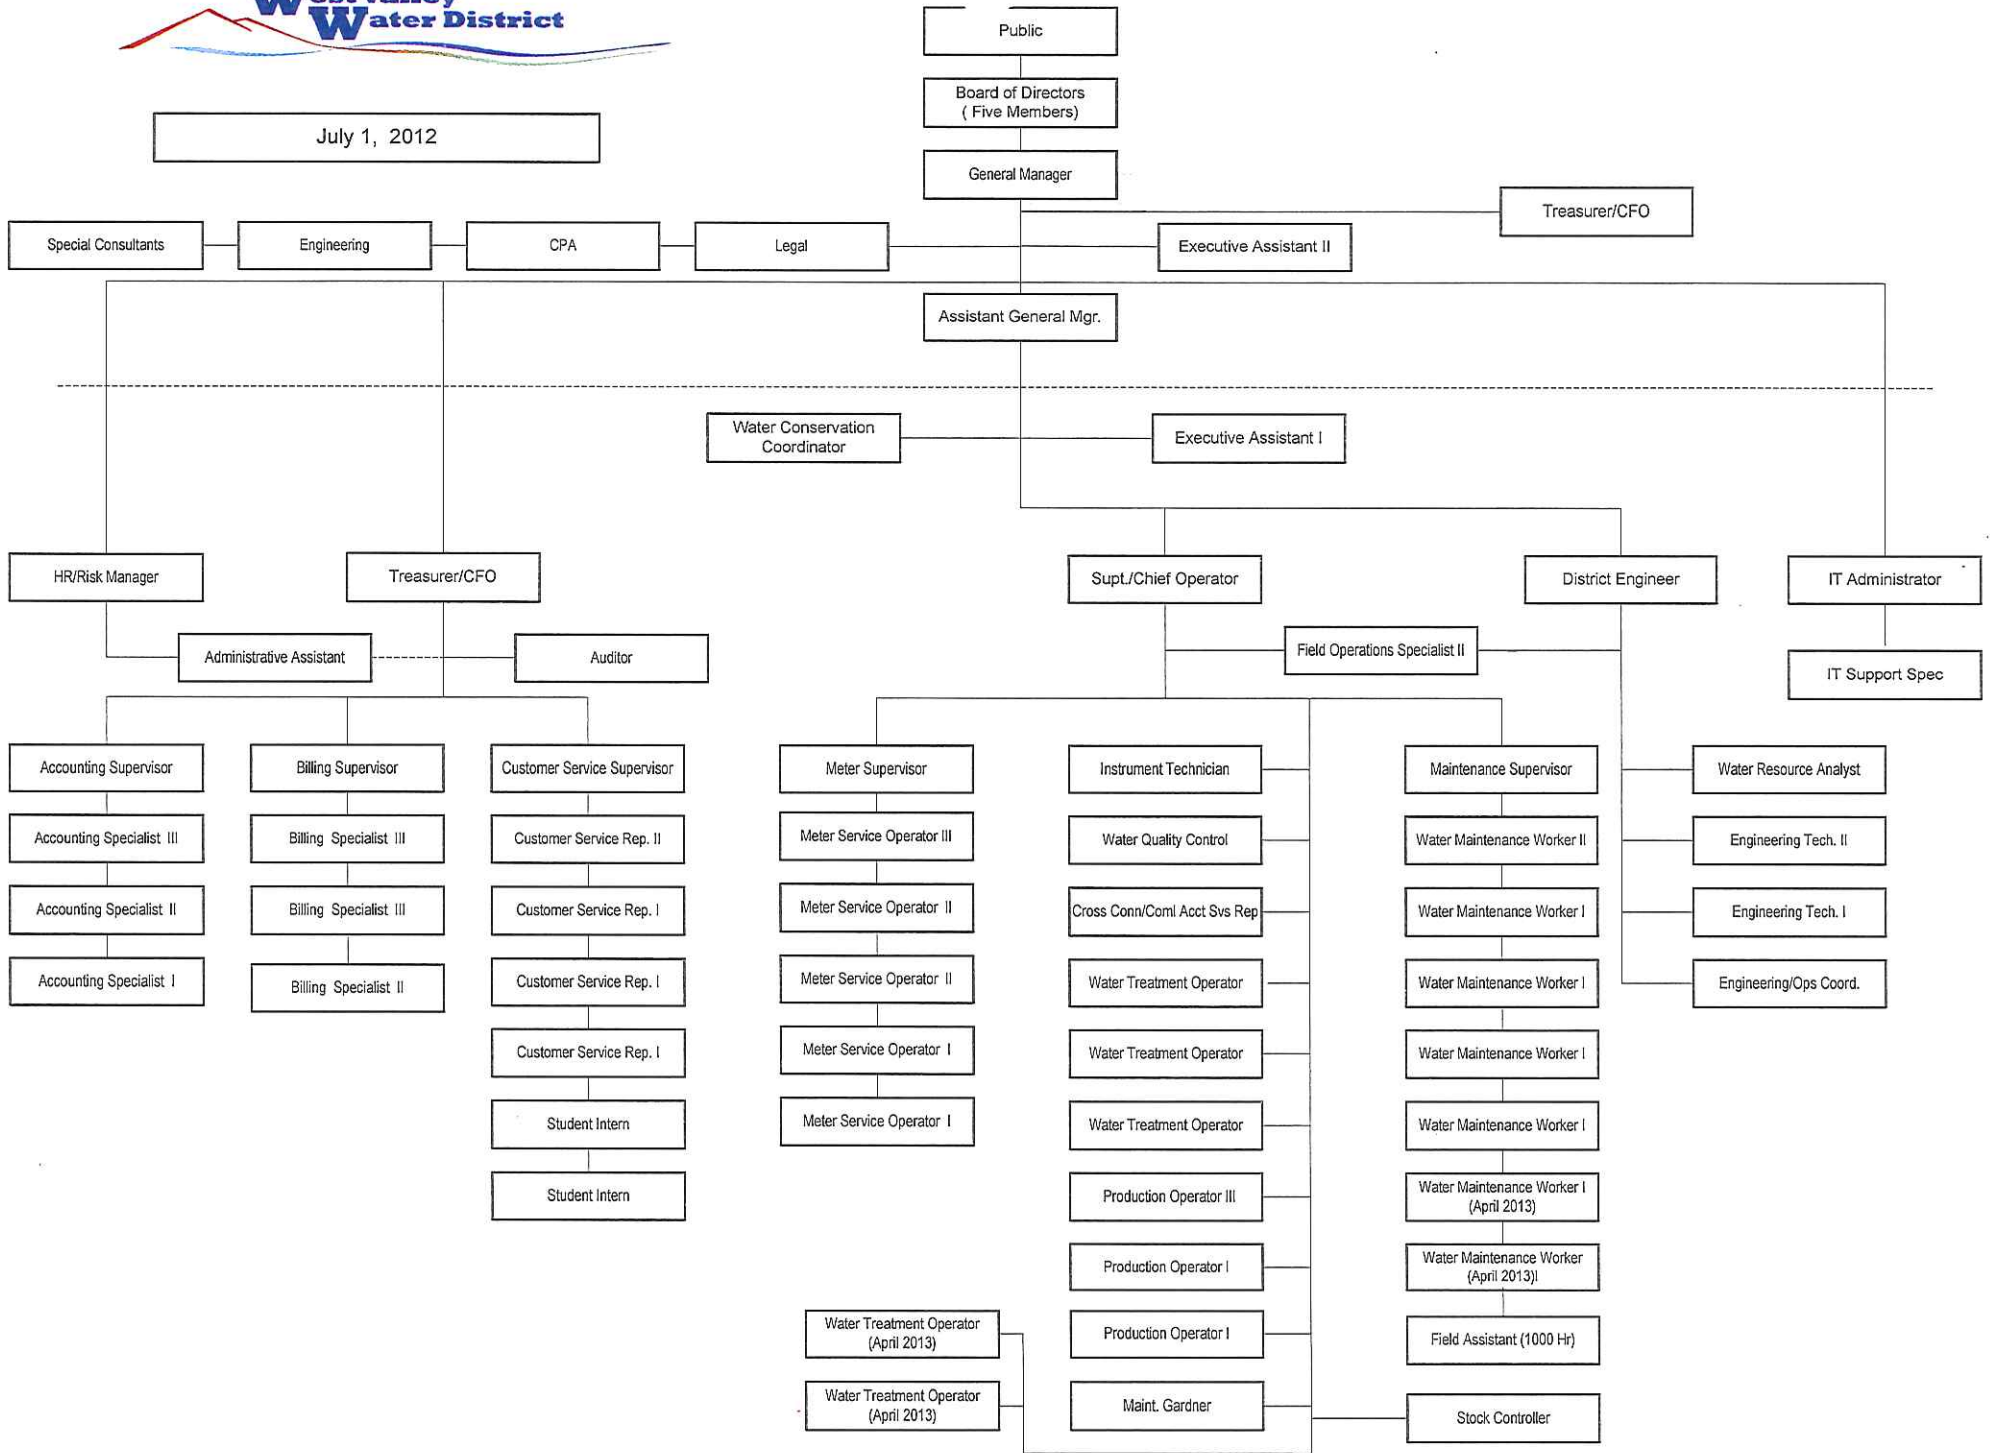 West Valley
Water District
July 1, 2012
Public
Board of Directors
( Five Members)
General Manager
Treasurer/CFO
Special Consultants
Engineering
CPA
Legal
Executive Assistant II
Assistant General Mgr.
Water Conservation
Coordinator
Executive Assistant I
HR/Risk Manager
Treasurer/CFO
Supt./Chief Operator
District Engineer
IT Administrator
Administrative Assistant
Auditor
Field Operations Specialist II
IT Support Spec
Accounting Supervisor
Accounting Specialist III
Accounting Specialist II
Accounting Specialist I
Billing Supervisor
Billing Specialist III
Billing Specialist III
Billing Specialist II
Customer Service Supervisor
Customer Service Rep. II
Customer Service Rep. I
Customer Service Rep. I
Customer Service Rep. I
Student Intern
Student Intern
Meter Supervisor
Meter Service Operator III
Meter Service Operator II
Meter Service Operator II
Meter Service Operator I
Meter Service Operator I
Water Treatment Operator
(April 2013)
Water Treatment Operator
(April 2013)
Instrument Technician
Water Quality Control
Cross Conn/Coml Acct Svs Rep
Water Treatment Operator
Water Treatment Operator
Water Treatment Operator
Production Operator III
Production Operator I
Production Operator I
Maint. Gardner
Maintenance Supervisor
Water Maintenance Worker II
Water Maintenance Worker I
Water Maintenance Worker I
Water Maintenance Worker I
Water Maintenance Worker I
Water Maintenance Worker I
(April 2013)
Water Maintenance Worker
(April 2013)I
Field Assistant (1000 Hr)
Stock Controller
Water Resource Analyst
Engineering Tech. II
Engineering Tech. I
Engineering/Ops Coord.